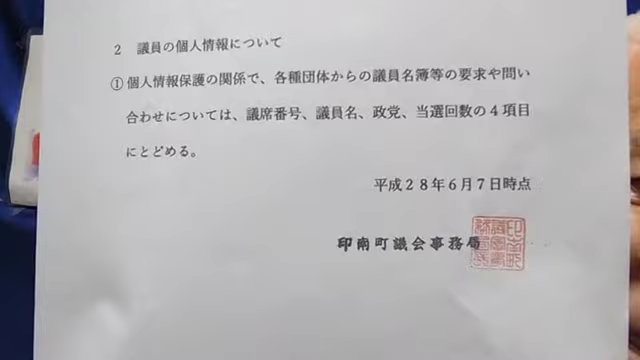 2 議員の個人情報について
①個人情報保護の関係で、各種団体からの議員名簿等の要求や問い
合わせについては、議席番号、議員名、政党、当選回数の4項目
にとどめる。
平成28年6月7日時点
印南町議会事務局